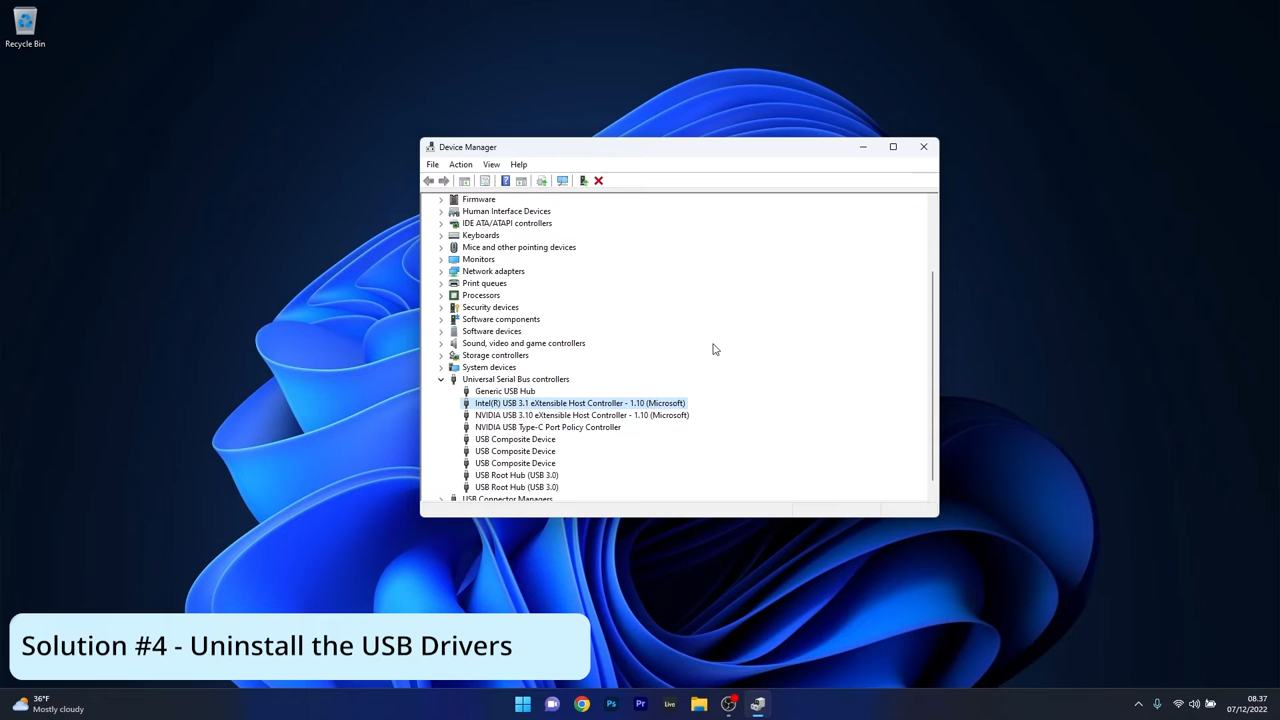 Recycle Bin
Device Manager
File Action View Help
Firmware
Human Interface Devices
IDE ATA/ATAPI controllers
Keyboards
Mice and other pointing devices
Monitors
Network adapters
Print queues
Processors
Security devices
Software components
Software devices
Sound, video and game controllers
Storage controllers
System devices
Universal Serial Bus controllers
Generic USB Hub
Intel(R) USB 3.1 eXtensible Host Controller - 1.10 (Microsoft)
NVIDIA USB 3.10 eXtensible Host Controller - 1.10 (Microsoft)
NVIDIA USB Type-C Port Policy Controller
USB Composite Device
USB Composite Device
USB Composite Device
USB Root Hub (USB 3.0)
USB Root Hub (USB 3.0)
USB Connector Managers
Solution #4 - Uninstall the USB Drivers
36°F
Mostly cloudy
Ps
Pr
Live
08.37
07/12/2022